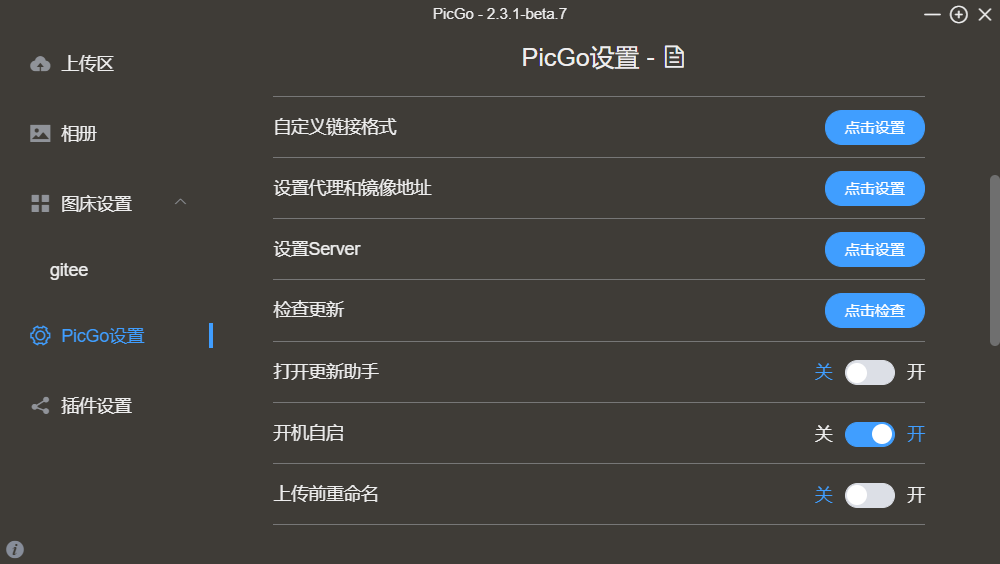 PicGo - 2.3.1-beta.7
上传区
相册
图床设置
gitee
PicGo设置
插件设置
PicGo设置 -
自定义链接格式 点击设置
设置代理和镜像地址 点击设置
设置Server 点击设置
检查更新 点击检查
打开更新助手 关 开
开机自启 关 开
上传前重命名 关 开